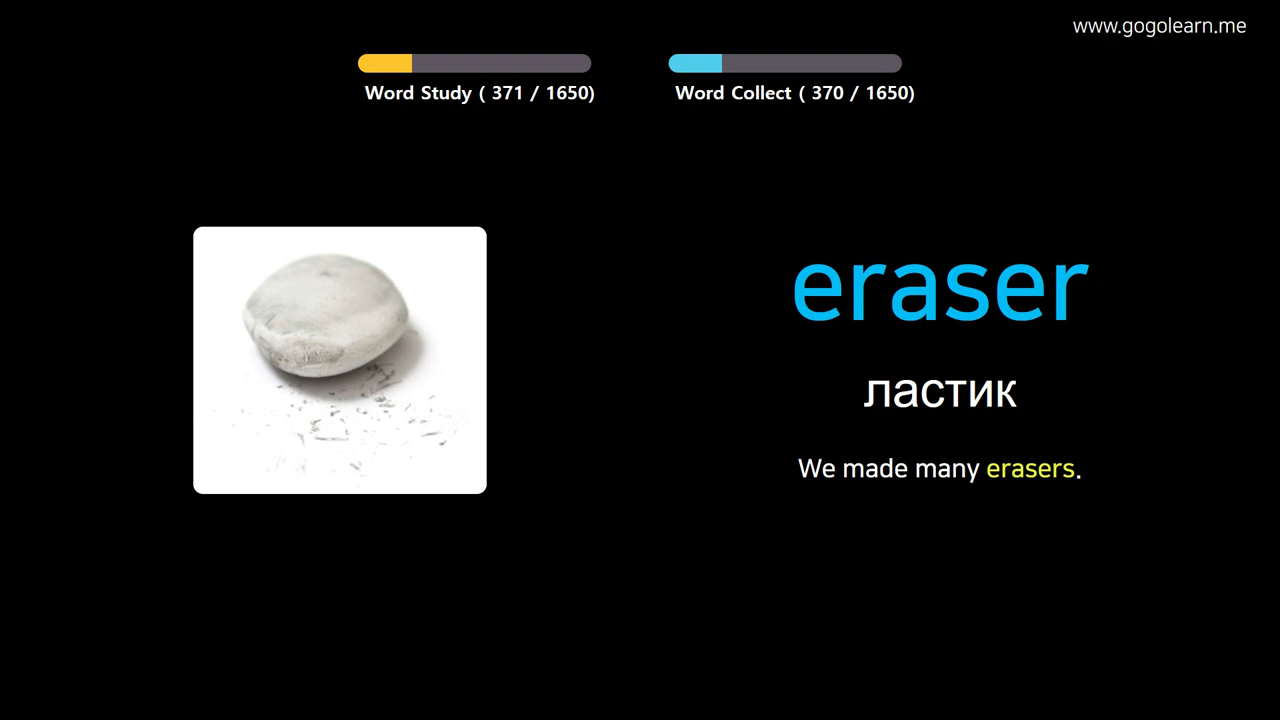 www.gogolearn.me
Word Study ( 371 / 1650)
Word Collect ( 370 / 1650)
eraser
ластик
We made many erasers.